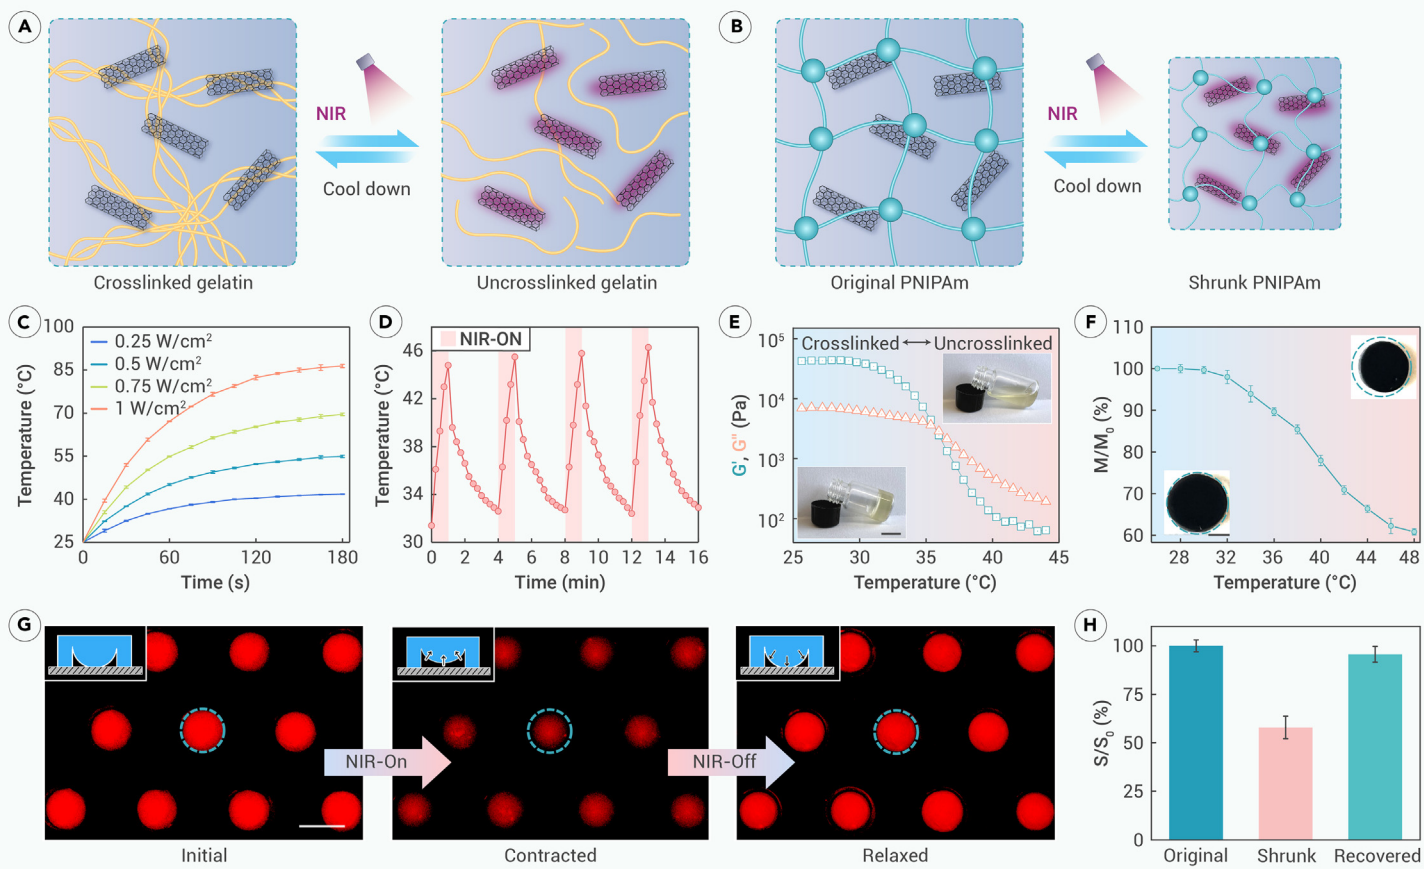 A
NIR
Cool down
Crosslinked gelatin
Uncrosslinked gelatin
B
NIR
Cool down
Original PNIPAm
Shrunk PNIPAm
C
100
85
70
55
40
25
Temperature (°C)
0.25 W/cm²
0.5 W/cm²
0.75 W/cm²
1 W/cm²
0 60 120 180
Time (s)
D
46
42
38
34
30
Temperature (°C)
NIR-ON
0 2 4 6 8 10 12 14 16
Time (min)
E
10⁵
10⁴
10³
10²
G', G'' (Pa)
Crosslinked ↔ Uncrosslinked
25 30 35 40 45
Temperature (°C)
F
110
100
90
80
70
60
M/M₀ (%)
28 32 36 40 44 48
Temperature (°C)
G
NIR-On
NIR-Off
Initial
Contracted
Relaxed
H
100
75
50
25
0
S/S₀ (%)
Original Shrunk Recovered